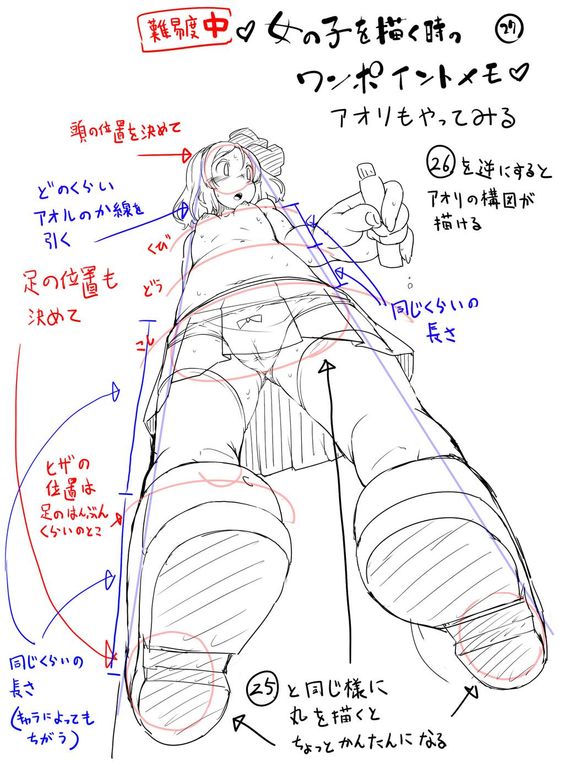 難易度中♥女の子を描く時の ㉗
ワンポイントメモ♥
アオリもやってみる
頭の位置を決めて
㉖を逆にすると
アオリの構図が
描ける
どのくらい
アオルのか線を
引く
くび
どう
こし
足の位置も
決めて
同じくらいの
長さ
ヒザの
位置は
足のはんぶん
くらいのとこ
同じくらいの
長さ
(キャラによっても
ちがう)
㉕と同じ様に
丸を描くと
ちょっとかんたんになる